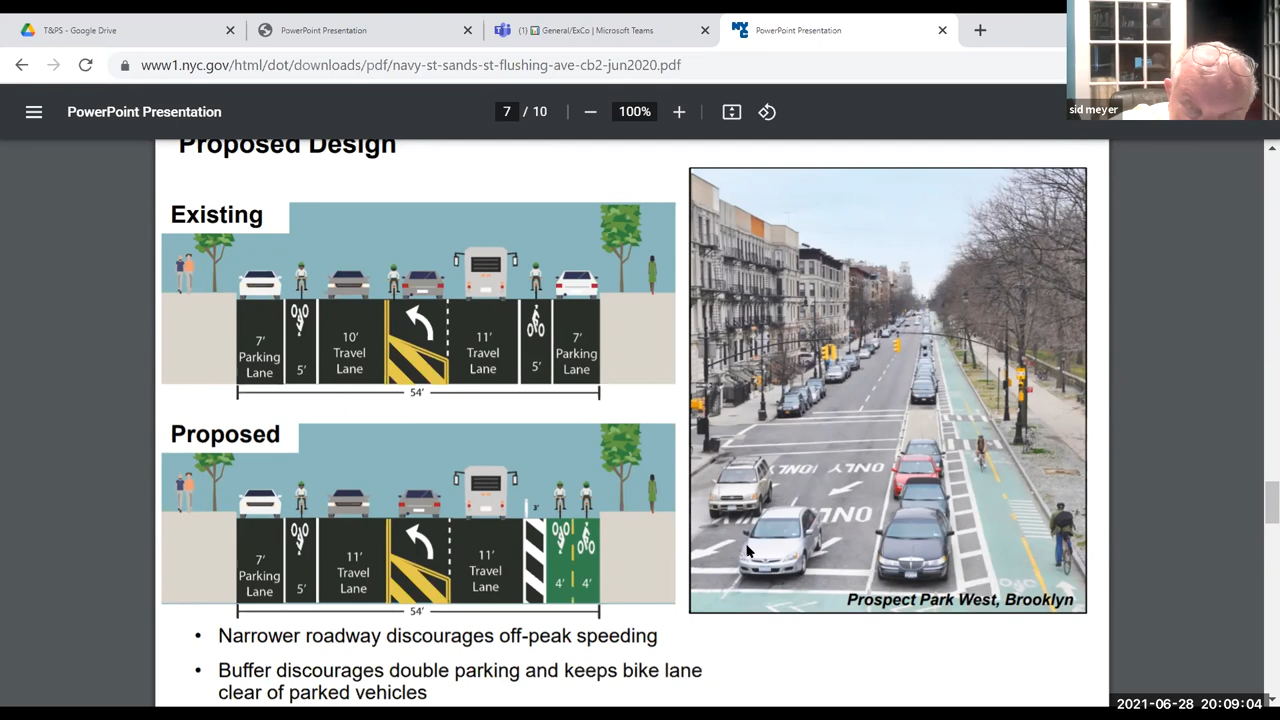 T&PS - Google Drive
PowerPoint Presentation
(1) General/ExCo | Microsoft Teams
NYC
PowerPoint Presentation
www1.nyc.gov/html/dot/downloads/pdf/navy-st-sands-st-flushing-ave-cb2-jun2020.pdf
sid meyer
PowerPoint Presentation
7 / 10
100%
Proposed Design
Existing
7'
Parking
Lane
5'
10'
Travel
Lane
11'
Travel
Lane
5'
7'
Parking
Lane
54'
Proposed
3'
7'
Parking
Lane
5'
11'
Travel
Lane
11'
Travel
Lane
4'
4'
54'
ONLY
ONLY
ONLY
Prospect Park West, Brooklyn
• Narrower roadway discourages off-peak speeding
• Buffer discourages double parking and keeps bike lane
clear of parked vehicles
2021-06-28 20:09:04